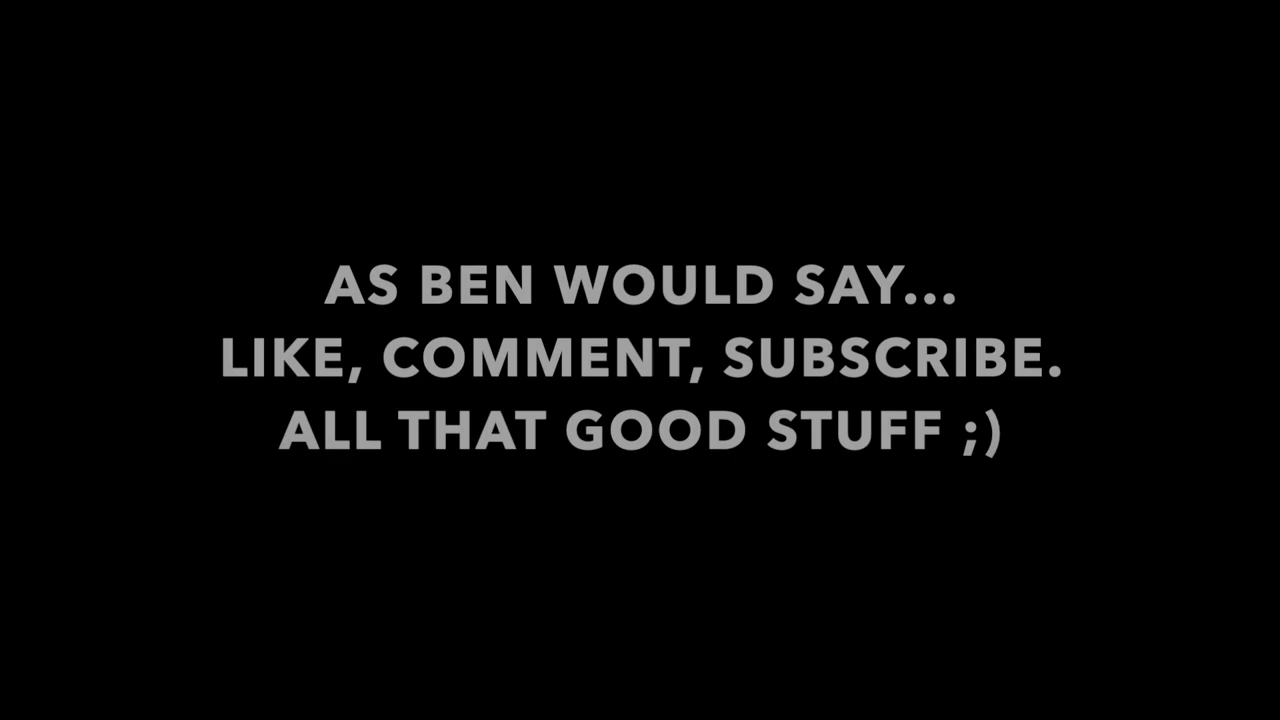 AS BEN WOULD SAY...
LIKE, COMMENT, SUBSCRIBE.
ALL THAT GOOD STUFF ;)